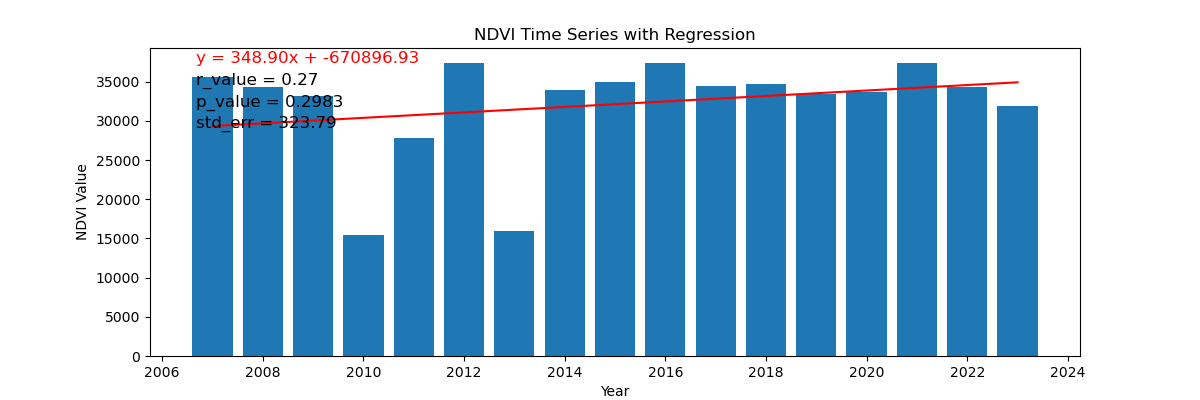 NDVI Time Series with Regression
y = 348.90x + -670896.93
r_value = 0.27
p_value = 0.2983
std_err = 323.79
35000
30000
25000
20000
15000
10000
5000
0
NDVI Value
2006 2008 2010 2012 2014 2016 2018 2020 2022 2024
Year